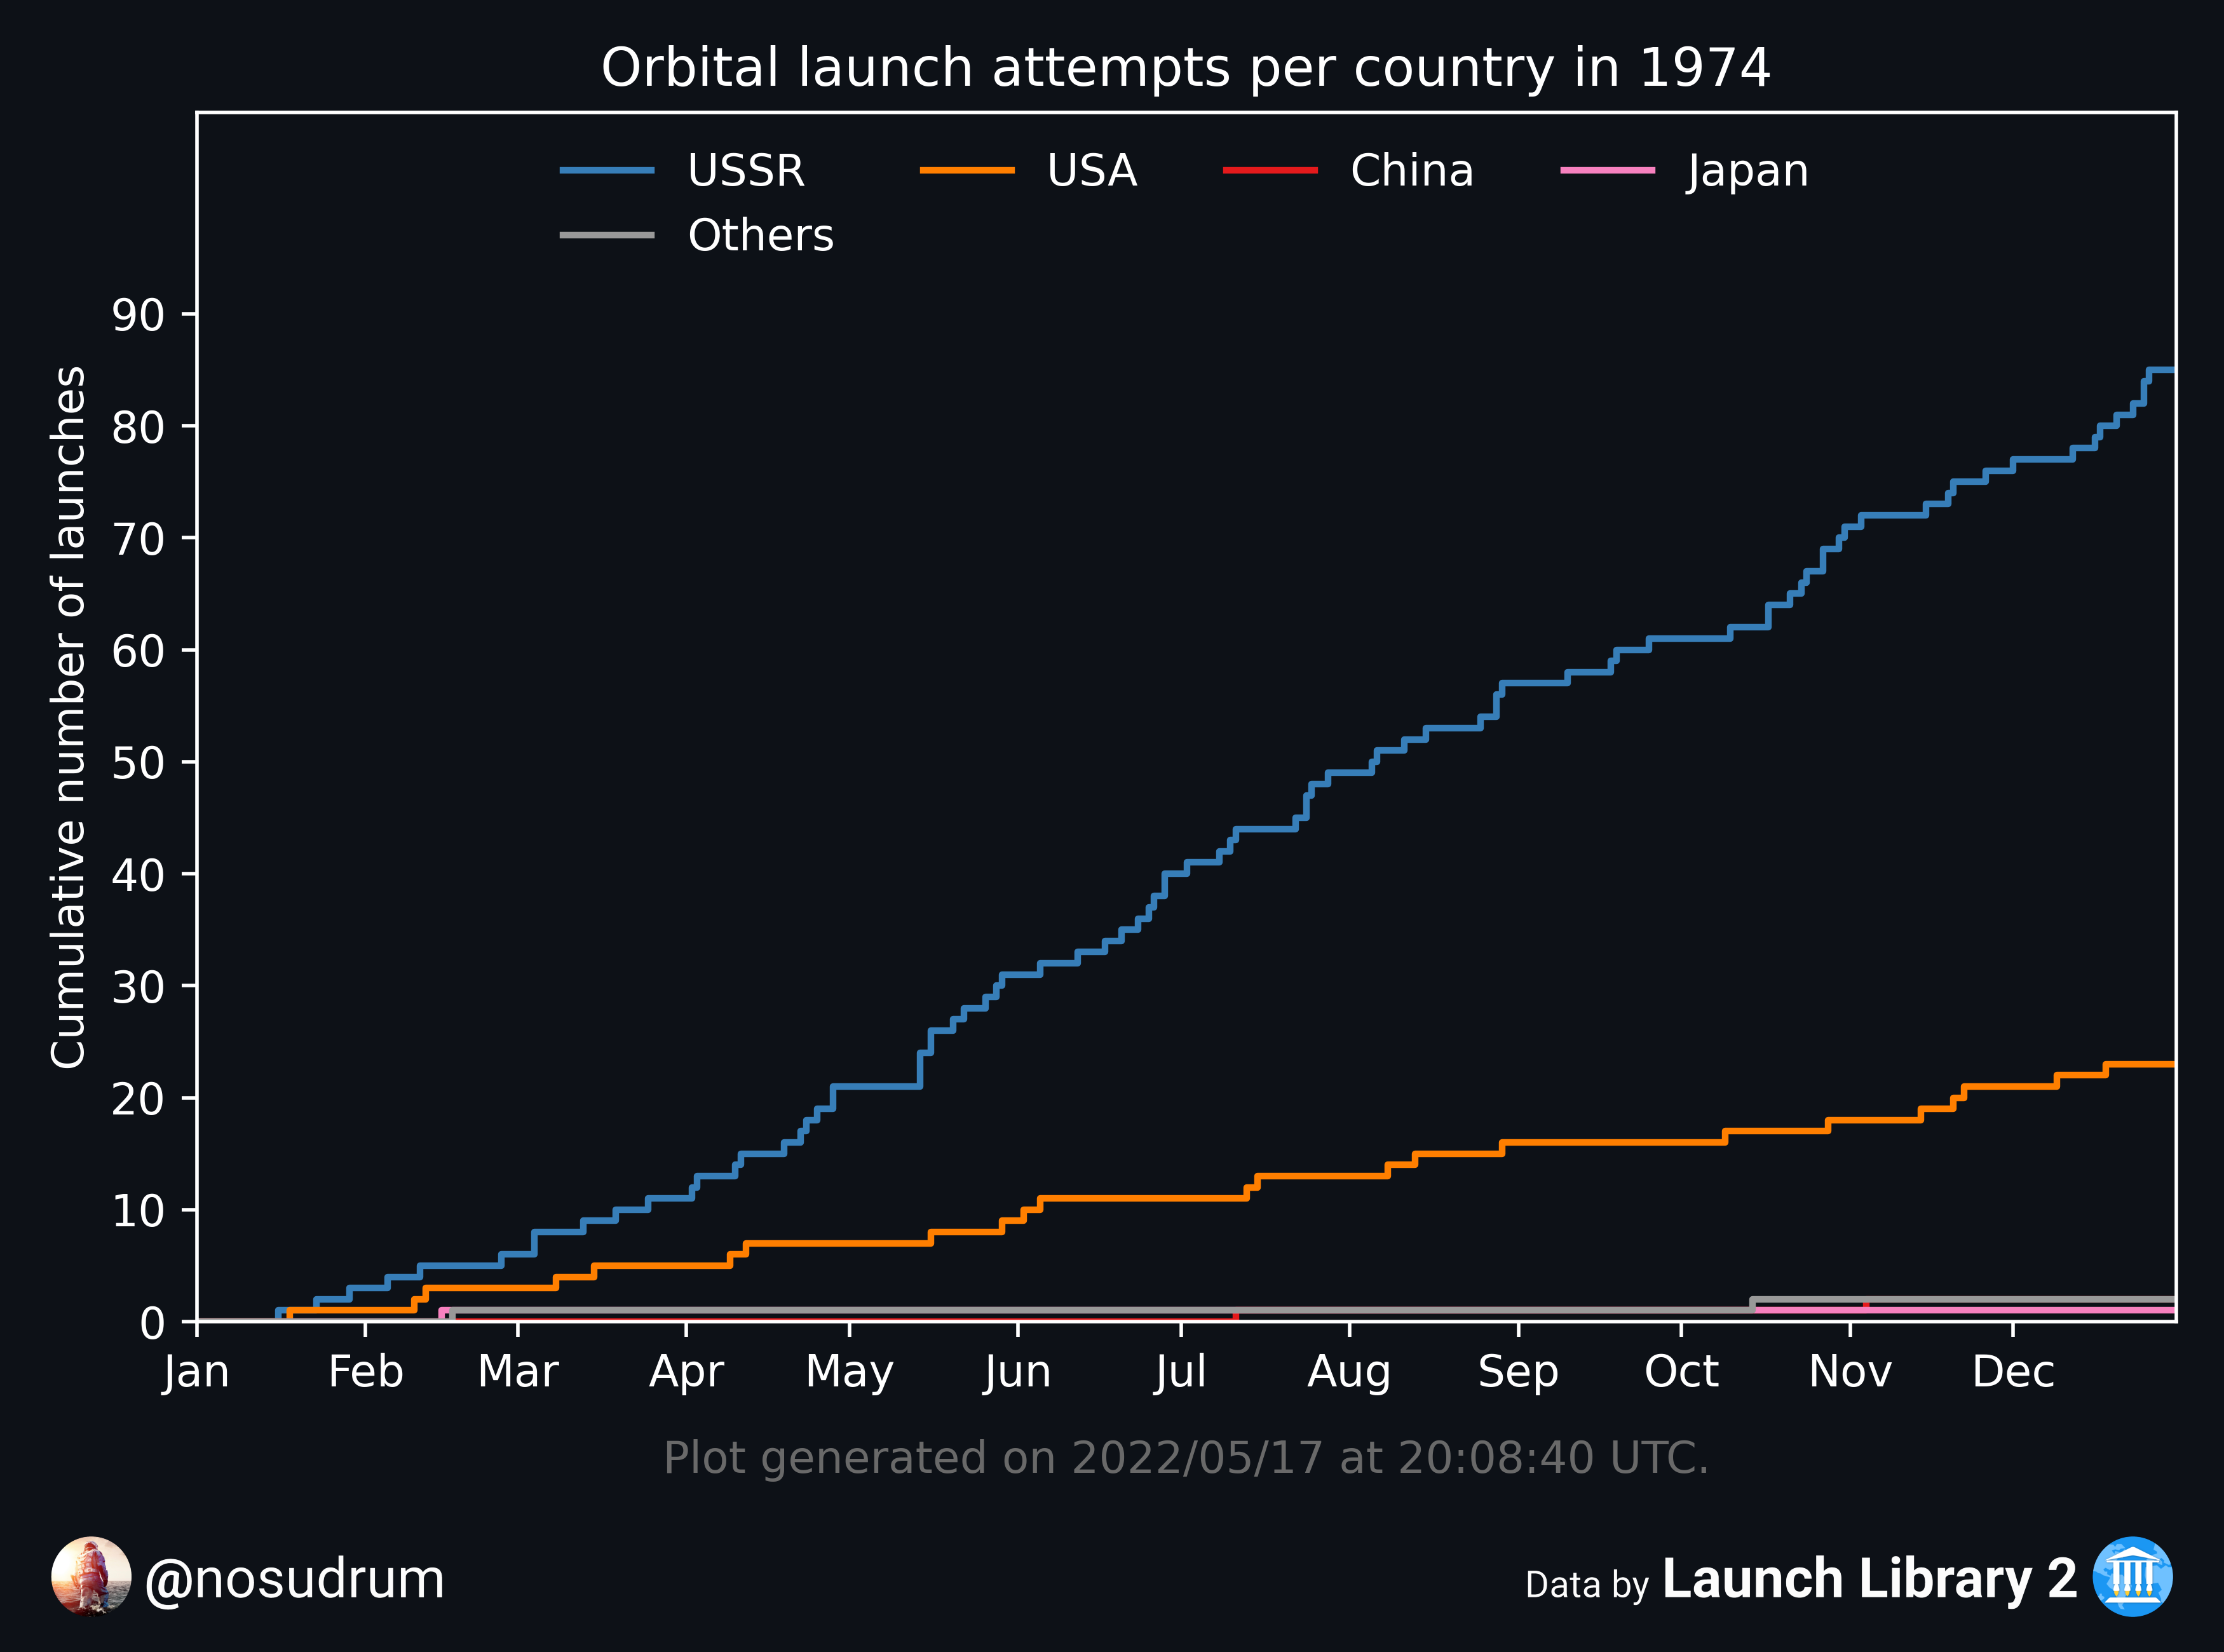 Orbital launch attempts per country in 1974
USSR USA China Japan
Others
Cumulative number of launches
90
80
70
60
50
40
30
20
10
0
Jan Feb Mar Apr May Jun Jul Aug Sep Oct Nov Dec
Plot generated on 2022/05/17 at 20:08:40 UTC.
@nosudrum
Data by Launch Library 2